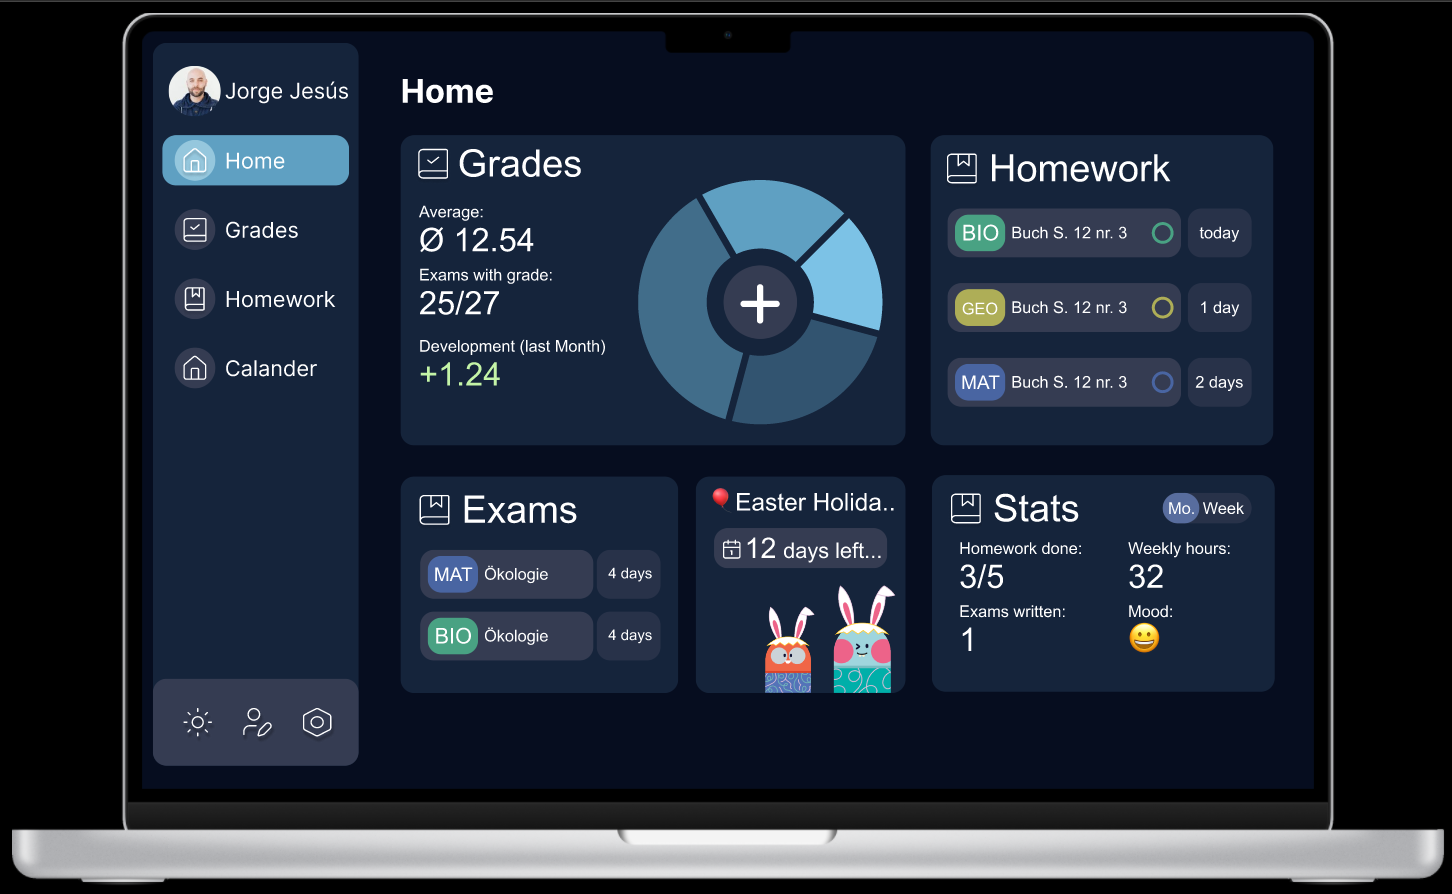 Jorge Jesús
Home
Grades
Homework
Calander
Home
Grades
Average:
Ø 12.54
Exams with grade:
25/27
Development (last Month)
+1.24
Homework
BIO Buch S. 12 nr. 3 today
GEO Buch S. 12 nr. 3 1 day
MAT Buch S. 12 nr. 3 2 days
Exams
MAT Ökologie 4 days
BIO Ökologie 4 days
Easter Holida..
12 days left...
Stats
Mo. Week
Homework done:
3/5
Weekly hours:
32
Exams written:
1
Mood: